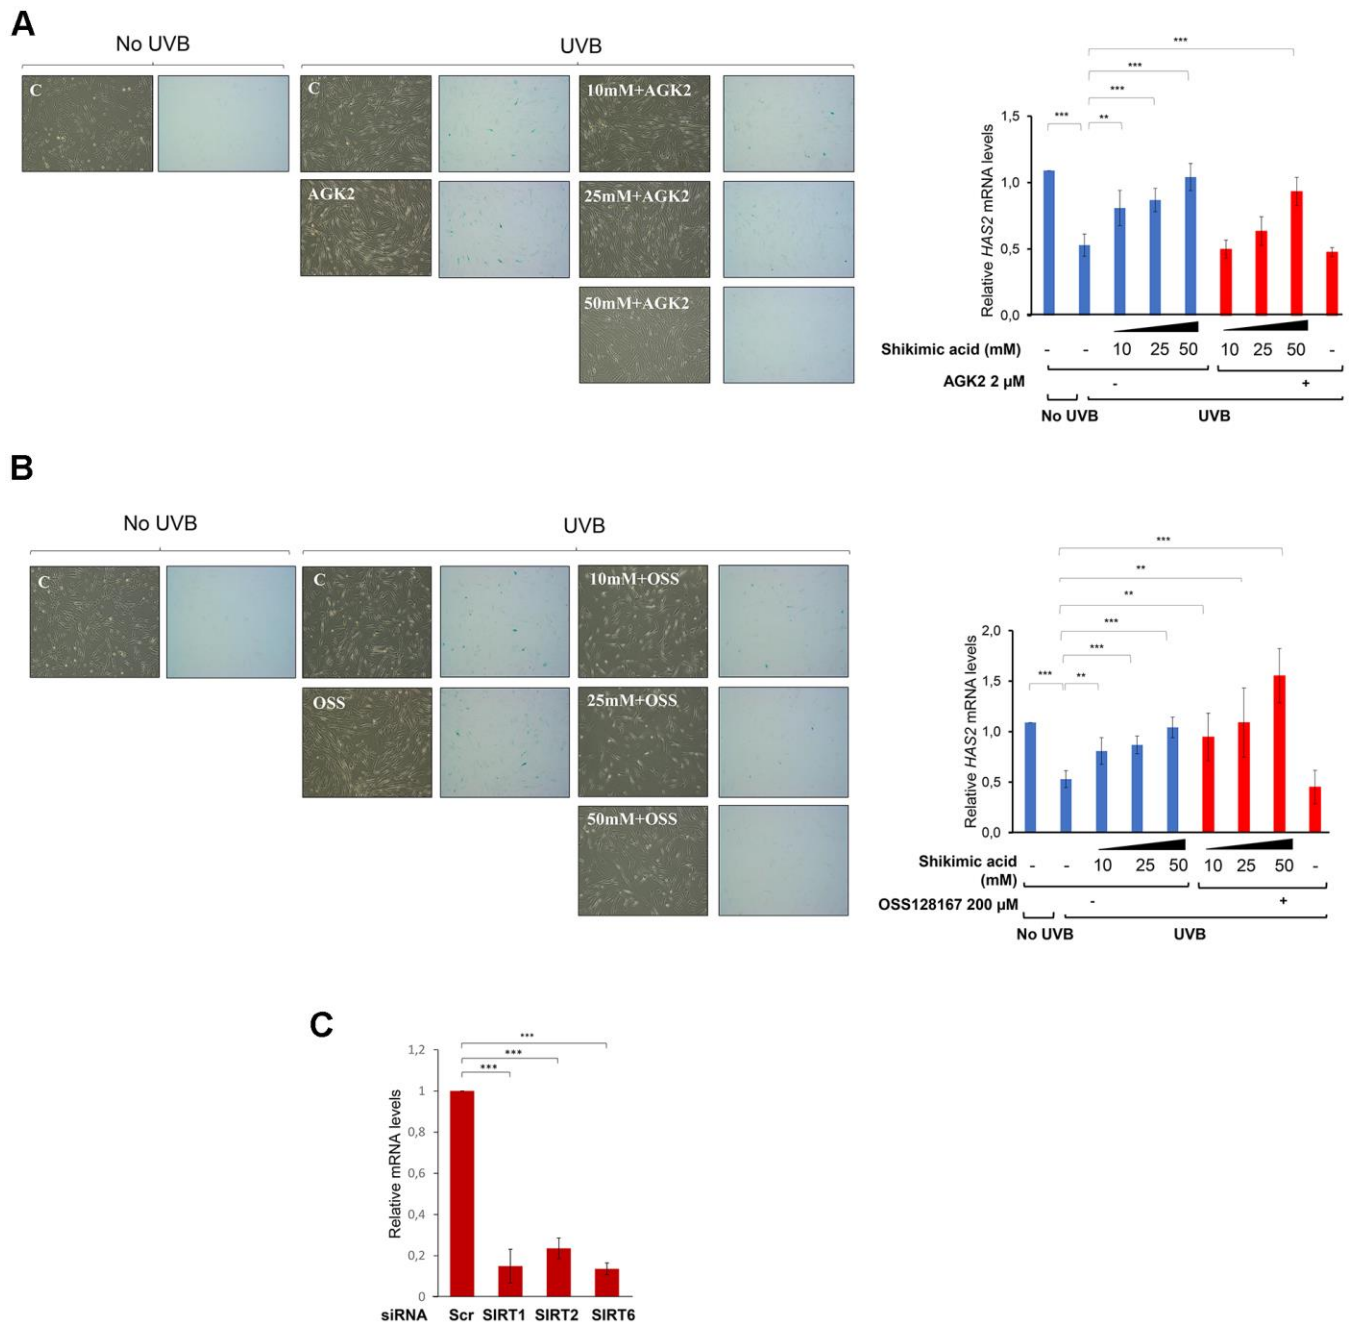 A
No UVB
UVB
C
C
10mM+AGK2
AGK2
25mM+AGK2
50mM+AGK2
***
***
***
*** **
1,5
1,0
0,5
0,0
Relative HAS2 mRNA levels
Shikimic acid (mM) - - 10 25 50 10 25 50 -
AGK2 2 µM - +
No UVB UVB
B
No UVB
UVB
C
C
10mM+OSS
OSS
25mM+OSS
50mM+OSS
***
**
**
***
***
*** **
2,0
1,5
1,0
0,5
0,0
Relative HAS2 mRNA levels
Shikimic acid - - 10 25 50 10 25 50 -
(mM)
OSS128167 200 µM - +
No UVB UVB
C
***
***
***
1,2
1
0,8
0,6
0,4
0,2
0
Relative mRNA levels
siRNA Scr SIRT1 SIRT2 SIRT6